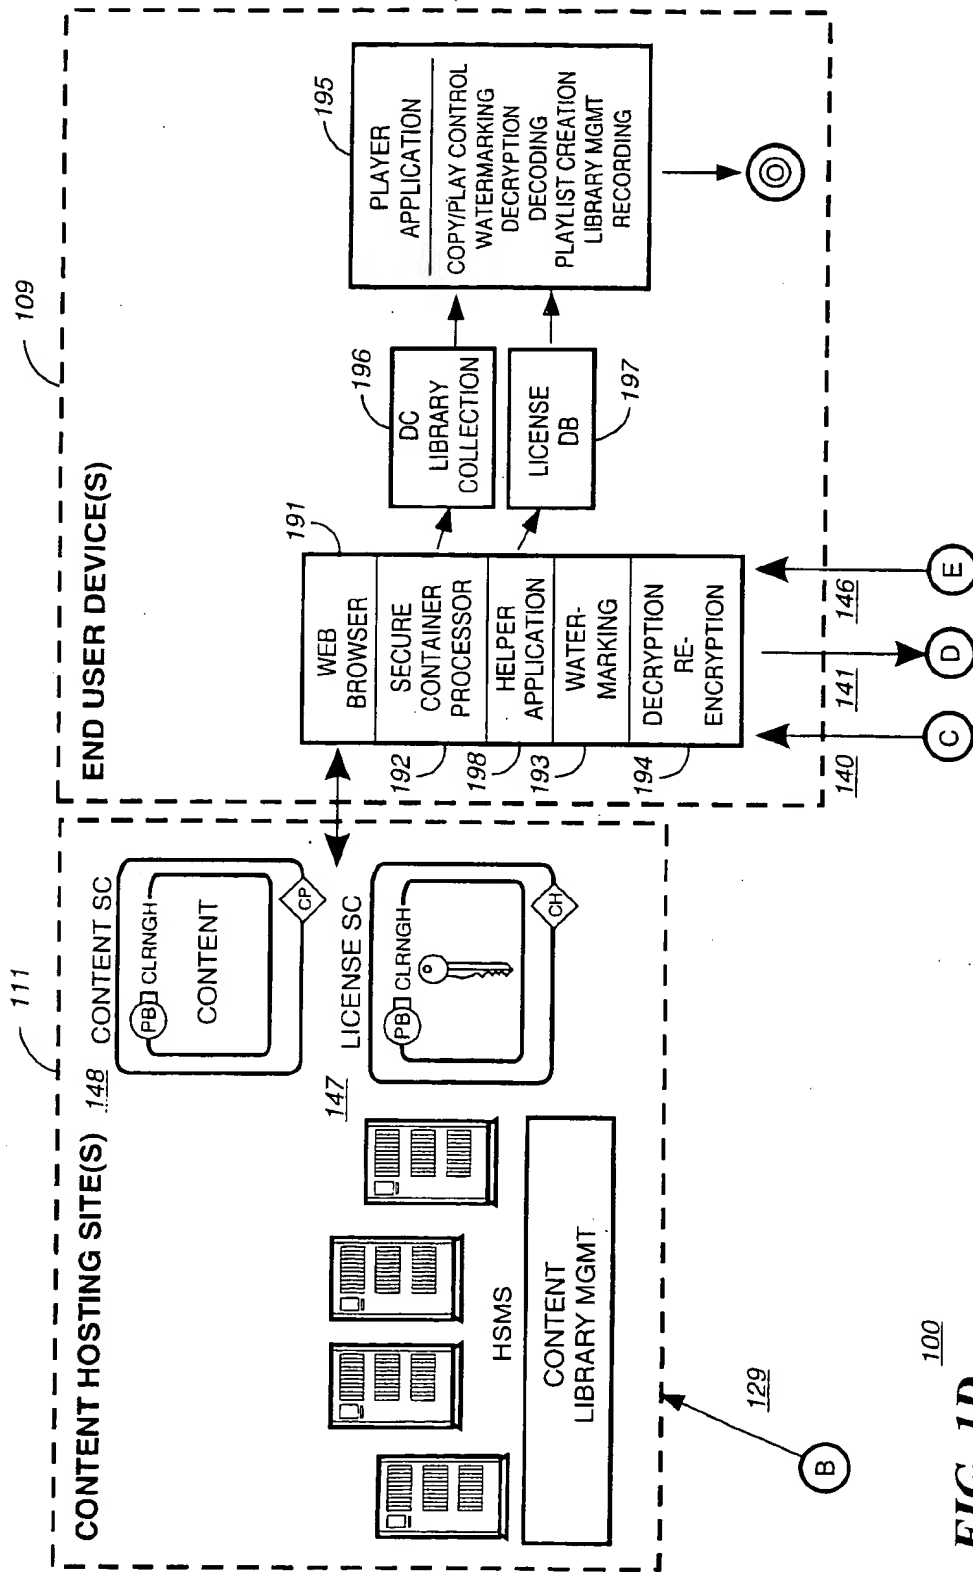 111
CONTENT HOSTING SITE(S)
148
CONTENT SC
PB CLRNGH
CONTENT
CP
147
LICENSE SC
PB CLRNGH
CH
HSMS
CONTENT
LIBRARY MGMT
129
B
109
END USER DEVICE(S)
191
WEB
BROWSER
192
SECURE
CONTAINER
PROCESSOR
198
HELPER
APPLICATION
193
WATER-
MARKING
194
DECRYPTION
RE-
ENCRYPTION
196
DC
LIBRARY
COLLECTION
LICENSE
DB
197
195
PLAYER
APPLICATION
COPY/PLAY CONTROL
WATERMARKING
DECRYPTION
DECODING
PLAYLIST CREATION
LIBRARY MGMT
RECORDING
140
141
146
C
D
E
100
FIG. 1D